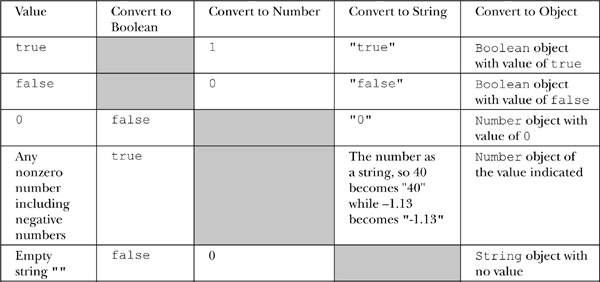 Value Convert to Boolean Convert to Number Convert to String Convert to Object
true 1 "true" Boolean object with value of true
false 0 "false" Boolean object with value of false
0 false "0" Number object with value of 0
Any nonzero number including negative numbers true The number as a string, so 40 becomes "40" while –1.13 becomes "-1.13" Number object of the value indicated
Empty string "" false 0 String object with no value